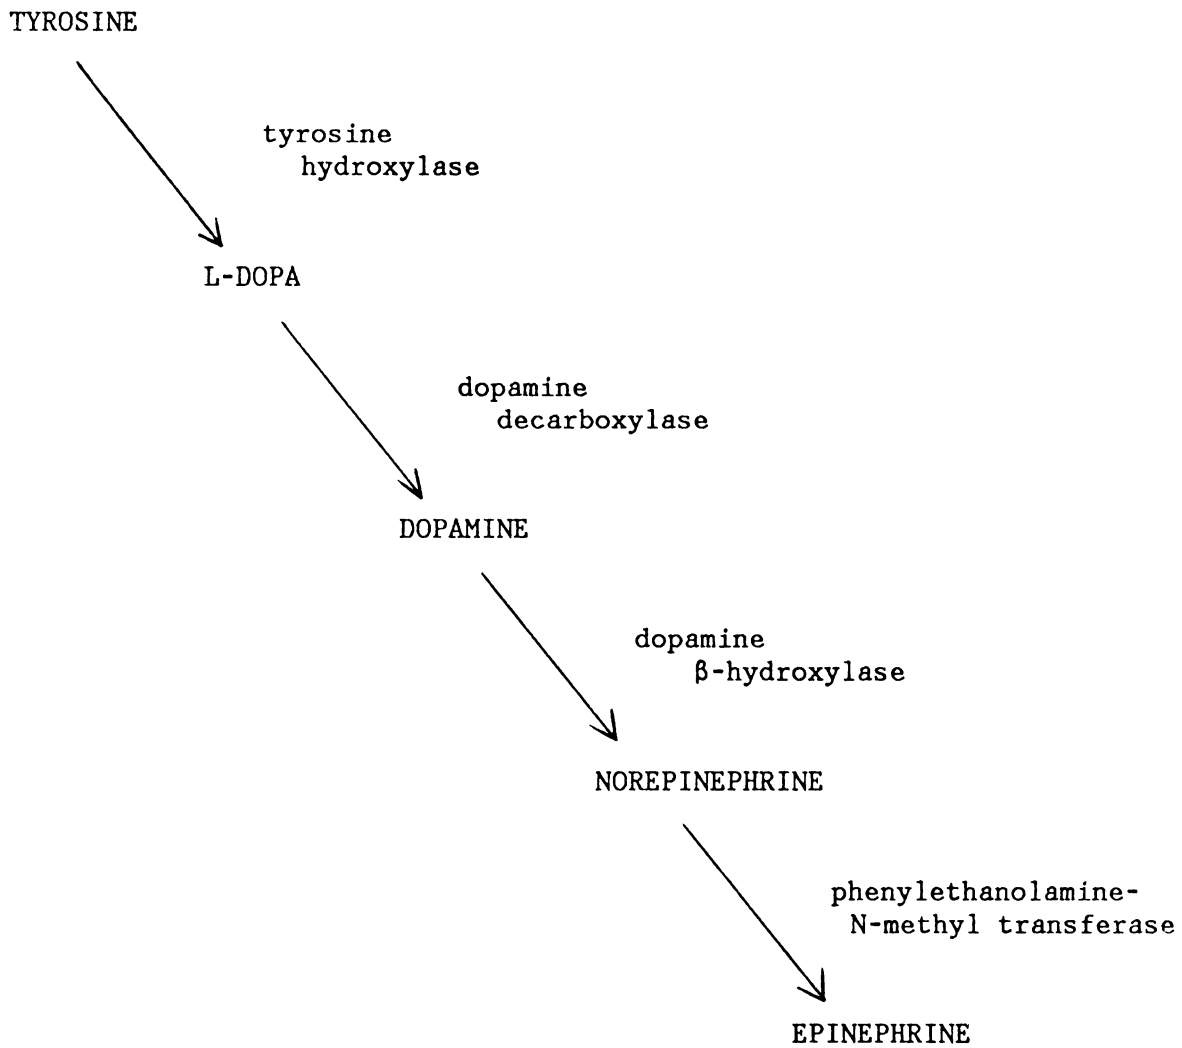 TYROSINE
tyrosine
hydroxylase
L-DOPA
dopamine
decarboxylase
DOPAMINE
dopamine
β-hydroxylase
NOREPINEPHRINE
phenylethanolamine-
N-methyl transferase
EPINEPHRINE